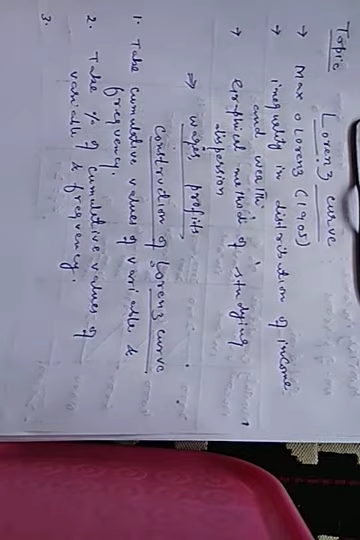 Topic
Lorenz curve
→ Max O Lorenz (1905)
→ inequality in distribution of income
and wealth
→ Graphical method of studying
dispersion
⇒ wages, profits
Construction of Lorenz curve
1. Take cumulative values of variable &
frequency.
2. Take % of cumulative values of
variable & frequency.
3.